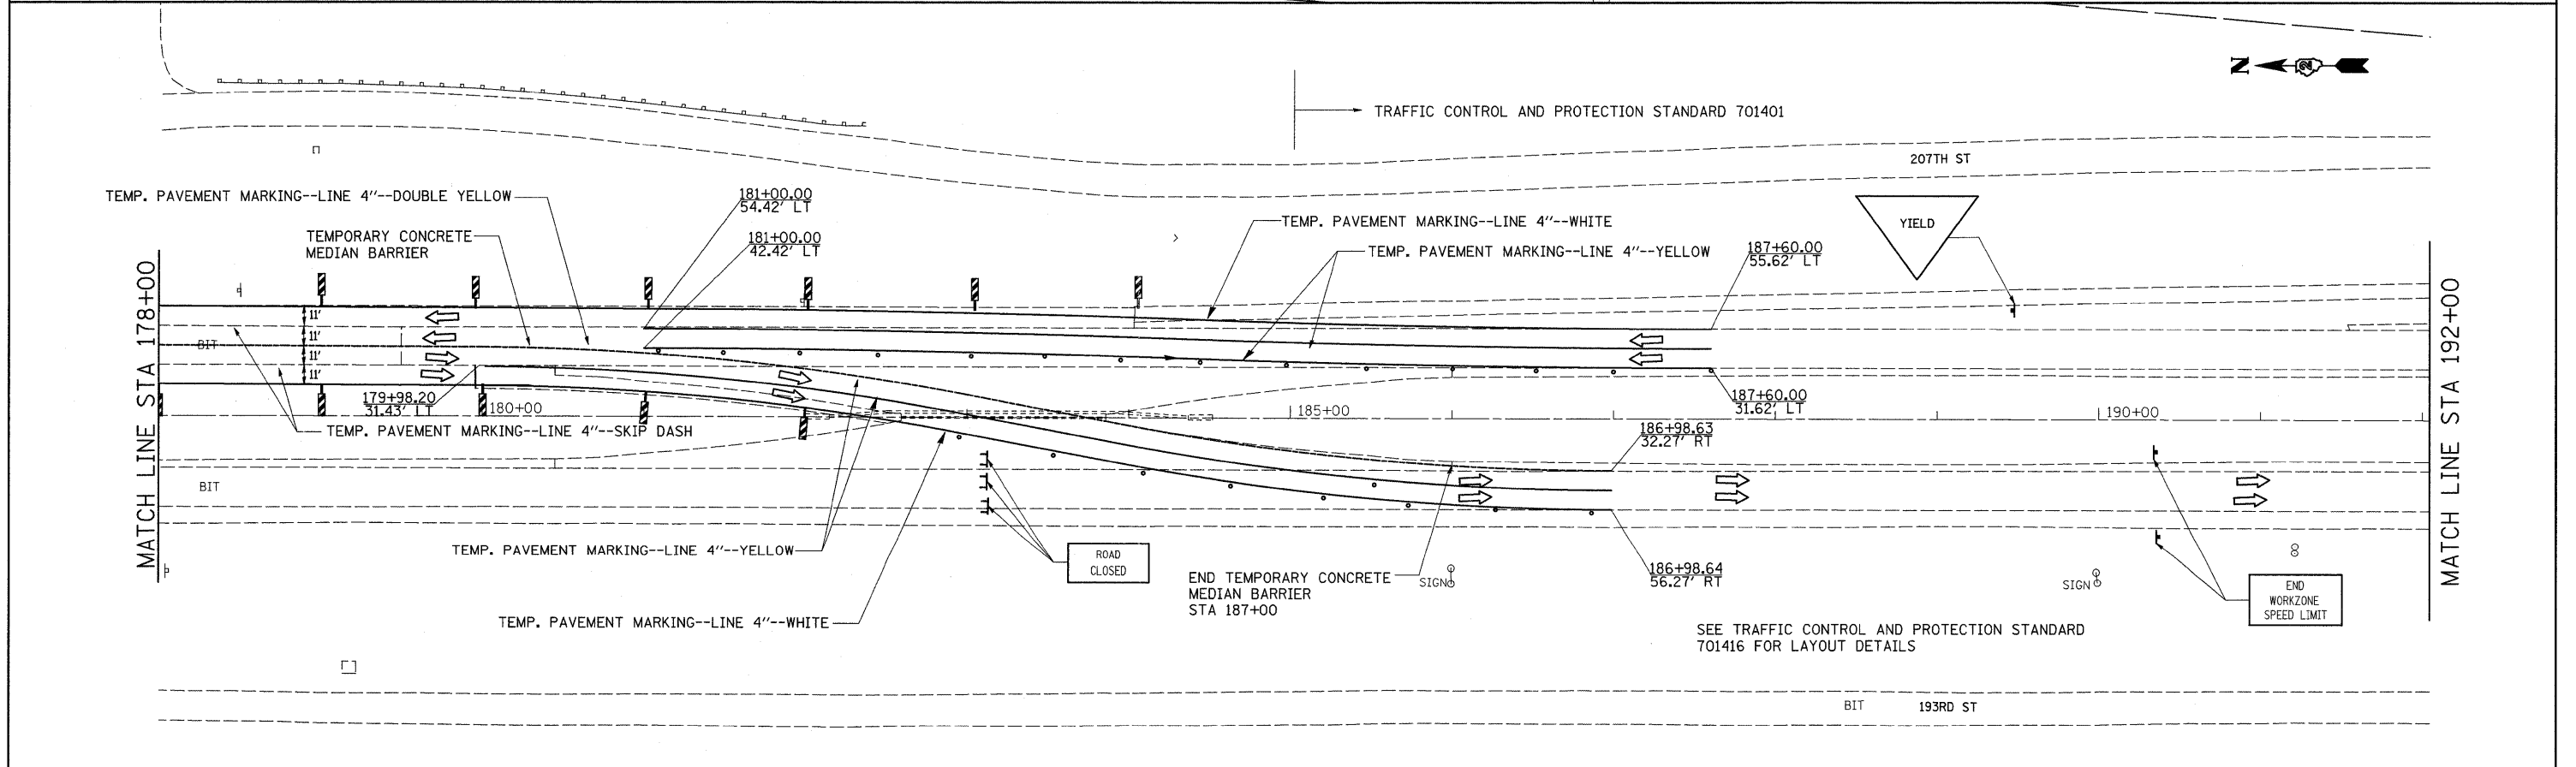 N
TRAFFIC CONTROL AND PROTECTION STANDARD 701401
207TH ST
TEMP. PAVEMENT MARKING--LINE 4"--DOUBLE YELLOW
181+00.00
54.42' LT
TEMP. PAVEMENT MARKING--LINE 4"--WHITE
YIELD
TEMPORARY CONCRETE
MEDIAN BARRIER
181+00.00
42.42' LT
TEMP. PAVEMENT MARKING--LINE 4"--YELLOW
187+60.00
55.62' LT
MATCH LINE STA 178+00
11'
11'
11'
11'
BIT
179+98.20
31.43' LT
180+00
185+00
187+60.00
31.62' LT
190+00
MATCH LINE STA 192+00
TEMP. PAVEMENT MARKING--LINE 4"--SKIP DASH
186+98.63
32.27' RT
BIT
TEMP. PAVEMENT MARKING--LINE 4"--YELLOW
ROAD
CLOSED
END TEMPORARY CONCRETE
MEDIAN BARRIER
STA 187+00
SIGN
186+98.64
56.27' RT
SIGN
END
WORKZONE
SPEED LIMIT
TEMP. PAVEMENT MARKING--LINE 4"--WHITE
SEE TRAFFIC CONTROL AND PROTECTION STANDARD
701416 FOR LAYOUT DETAILS
BIT
193RD ST